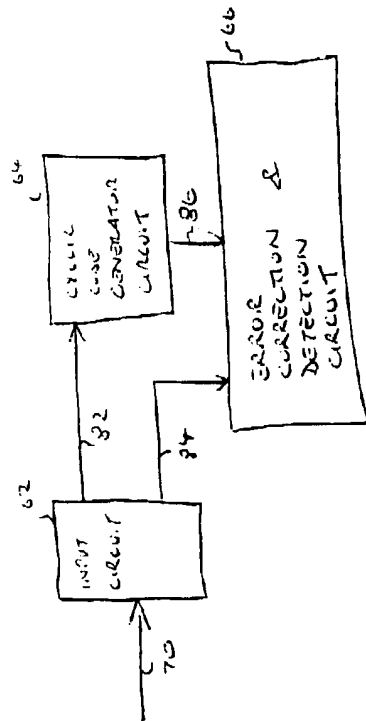 70
62
INPUT
CIRCUIT
82
84
64
CYCLIC
CODE
GENERATOR
CIRCUIT
86
66
ERROR
CORRECTION &
DETECTION
CIRCUIT